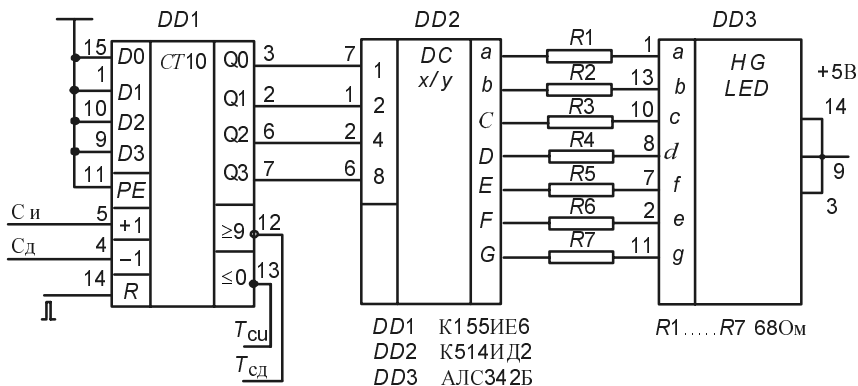 DD1 DD2 DD3
15 D0 CT10 Q0 3 7 1 DC x/y a R1 1 a HG LED +5В
1 D1 Q1 2 1 2 b R2 13 b 14
10 D2 Q2 6 2 4 C R3 10 c
9 D3 Q3 7 6 8 D R4 8 d 9
11 PE E R5 7 f 3
5 Си +1 ≥9 12 F R6 2 e
4 Сд −1 ≤0 13 G R7 11 g
14 R
Tcu
Tсд
DD1 К155ИЕ6
DD2 К514ИД2
DD3 АЛС342Б
R1.....R7 68Ом